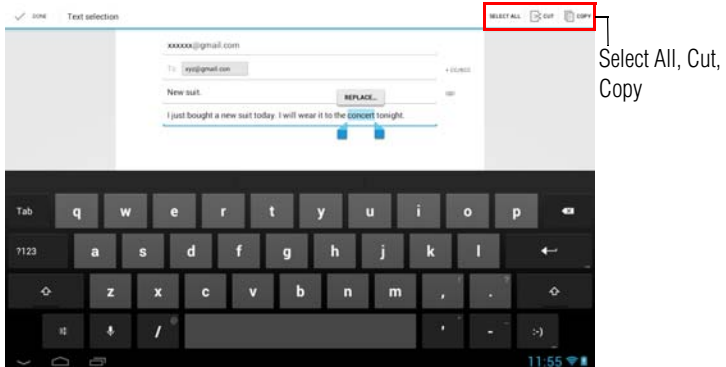 DONE Text selection SELECT ALL CUT COPY
Select All, Cut,
Copy
xxxxxx@gmail.com
To xyz@gmail.com + CC/BCC
New suit.
REPLACE...
I just bought a new suit today. I will wear it to the concert tonight.
Tab q w e r t y u i o p
?123 a s d f g h j k l
z x c v b n m , ! . ?
/ @ ' " - _ :-)
11:55